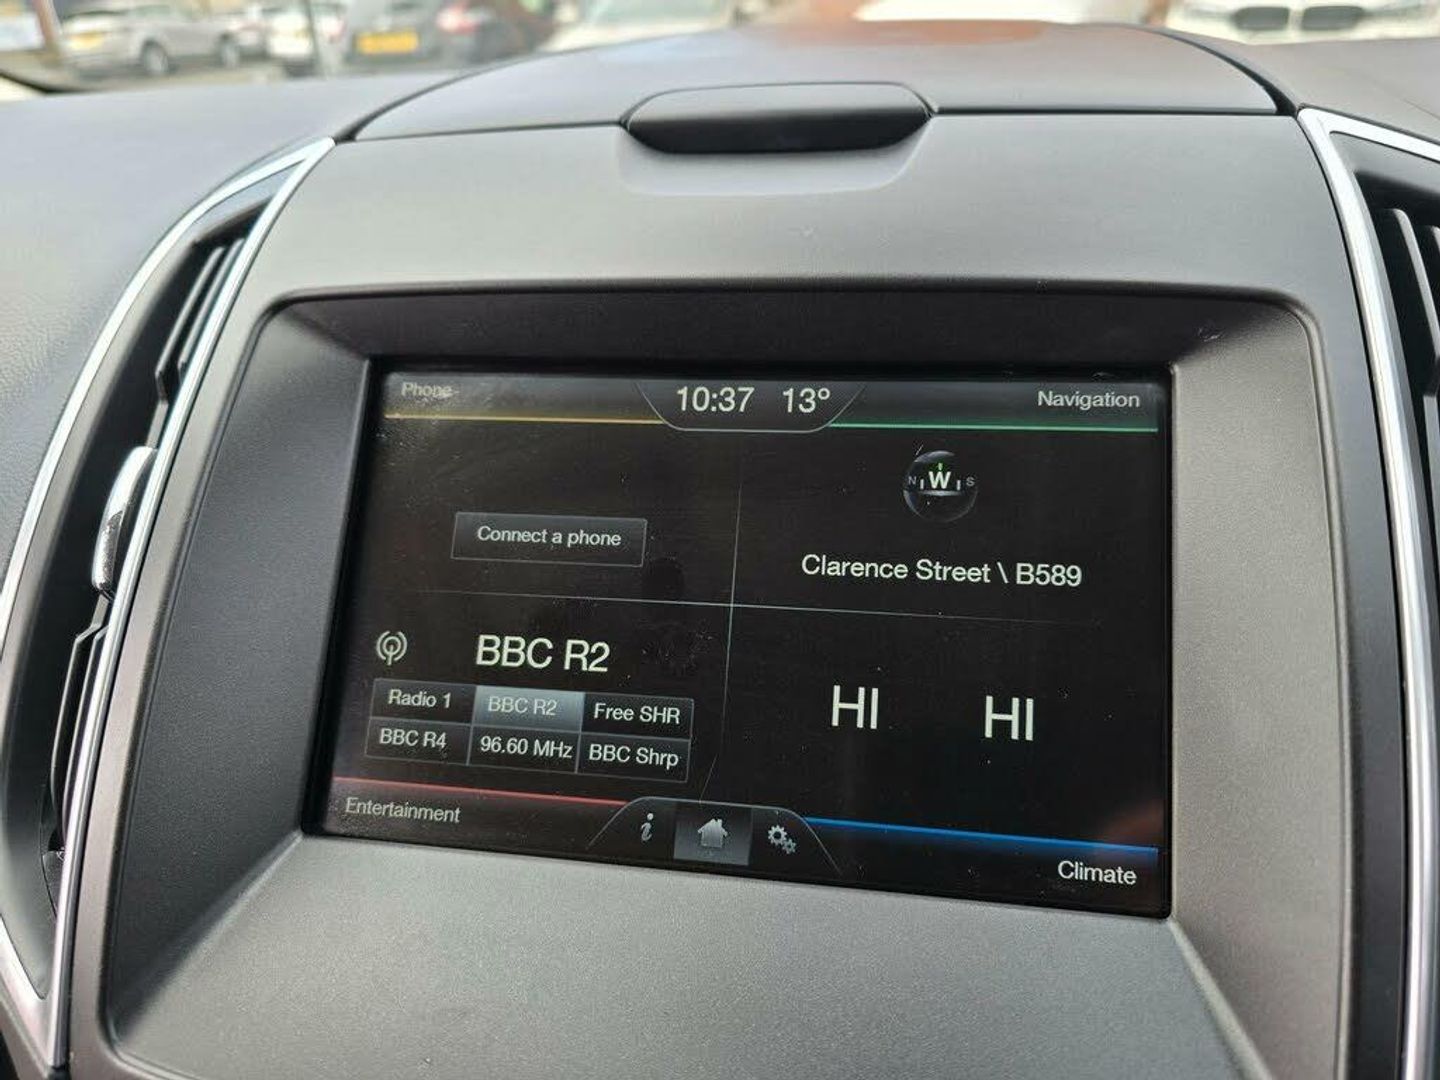 Phone
10:37 13°
Navigation
N W S
Connect a phone
Clarence Street \ B589
BBC R2
Radio 1 BBC R2 Free SHR
BBC R4 96.60 MHz BBC Shrp
HI HI
Entertainment
i
Climate